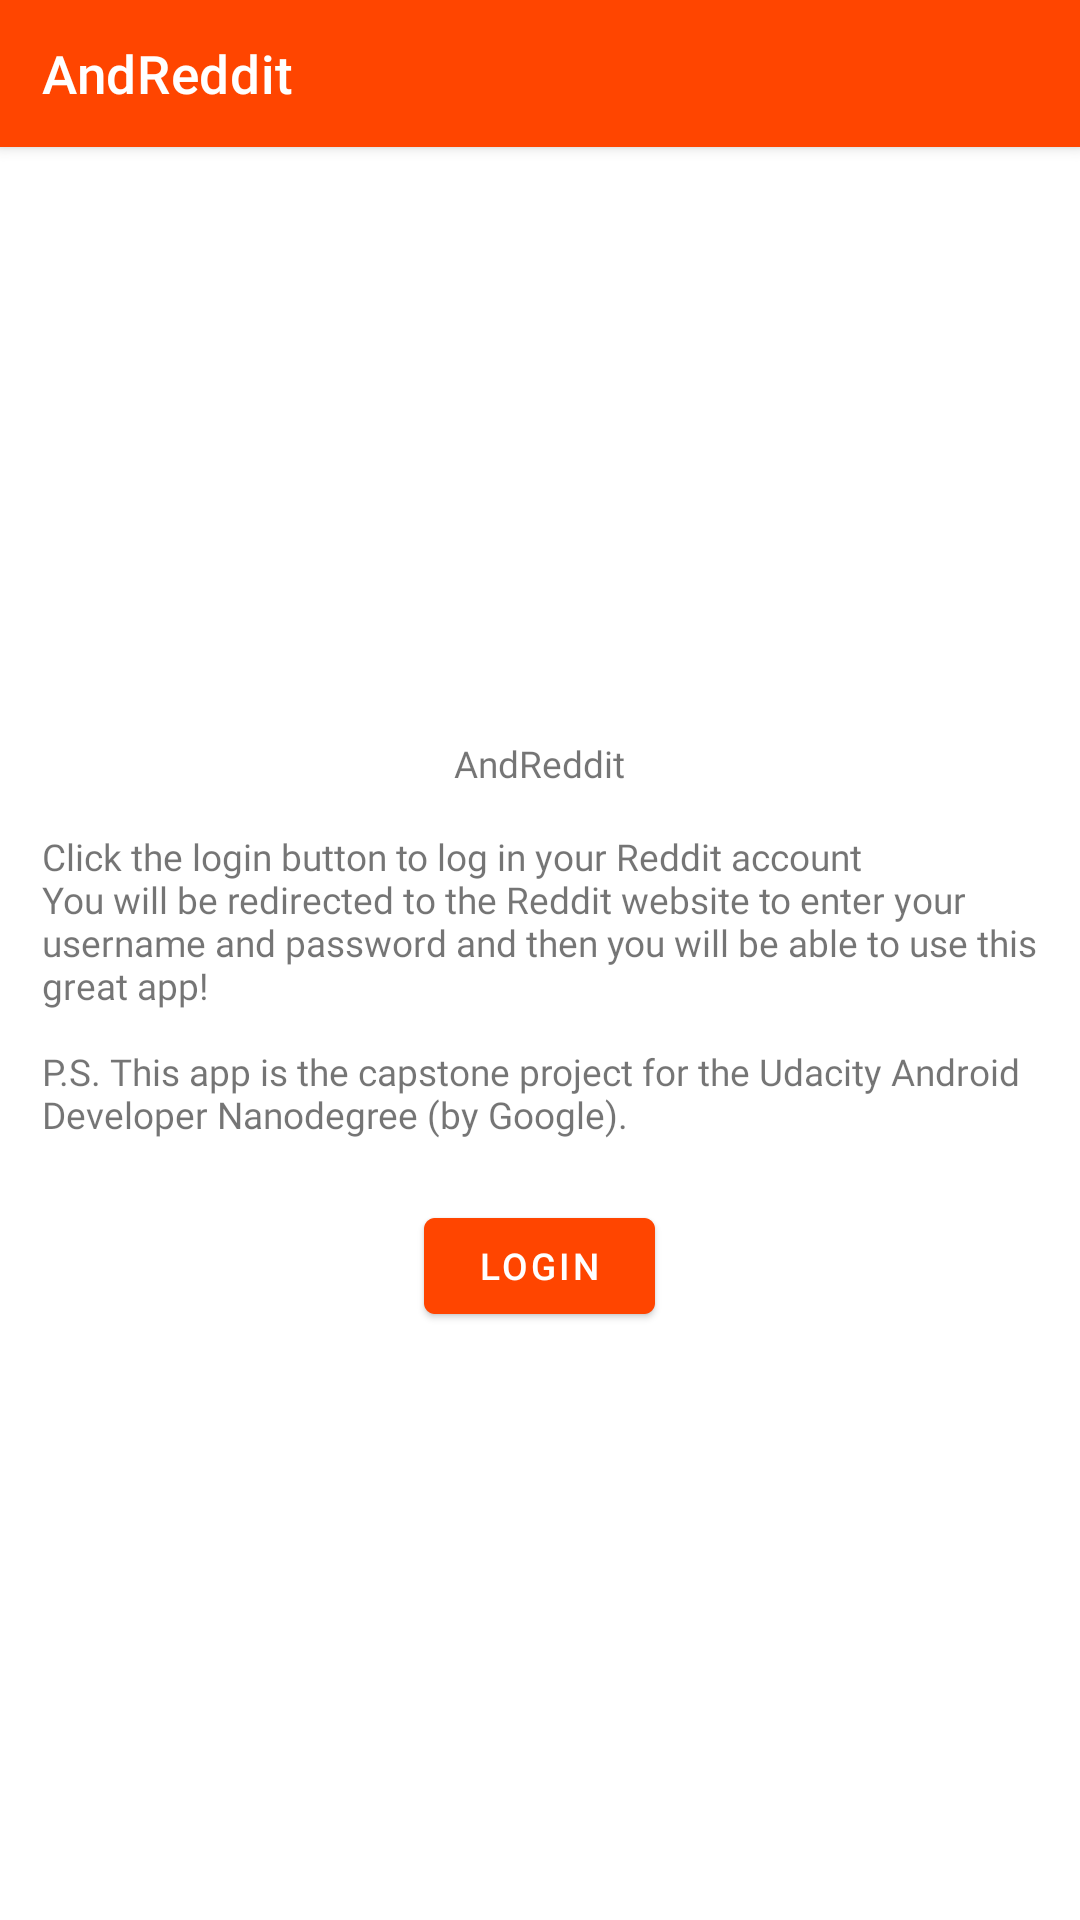 AndReddit
AndReddit
Click the login button to log in your Reddit account
You will be redirected to the Reddit website to enter your
username and password and then you will be able to use this
great app!
P.S. This app is the capstone project for the Udacity Android
Developer Nanodegree (by Google).
LOGIN